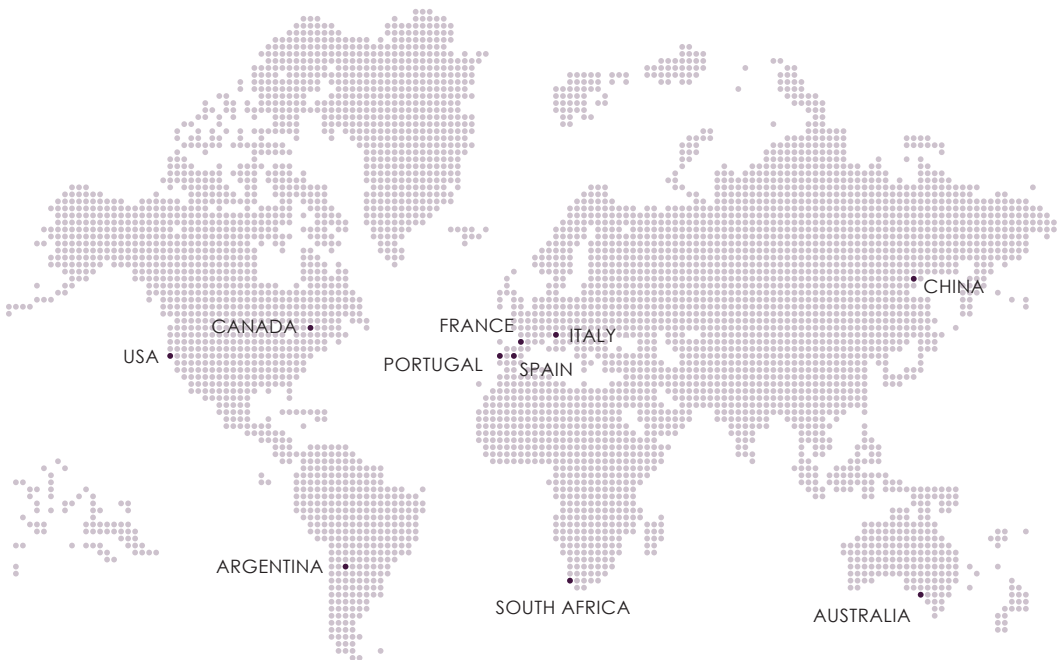 CHINA
CANADA
FRANCE
ITALY
USA
PORTUGAL
SPAIN
ARGENTINA
SOUTH AFRICA
AUSTRALIA